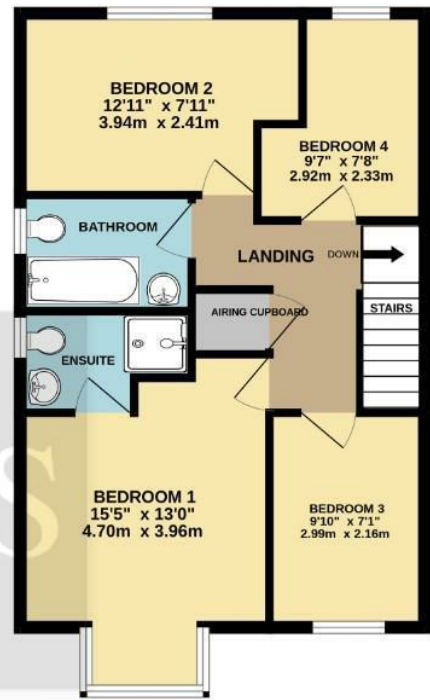 BEDROOM 2
12'11" x 7'11"
3.94m x 2.41m
BEDROOM 4
9'7" x 7'8"
2.92m x 2.33m
BATHROOM
LANDING
DOWN
AIRING CUPBOARD
STAIRS
ENSUITE
BEDROOM 1
15'5" x 13'0"
4.70m x 3.96m
BEDROOM 3
9'10" x 7'1"
2.99m x 2.16m
S